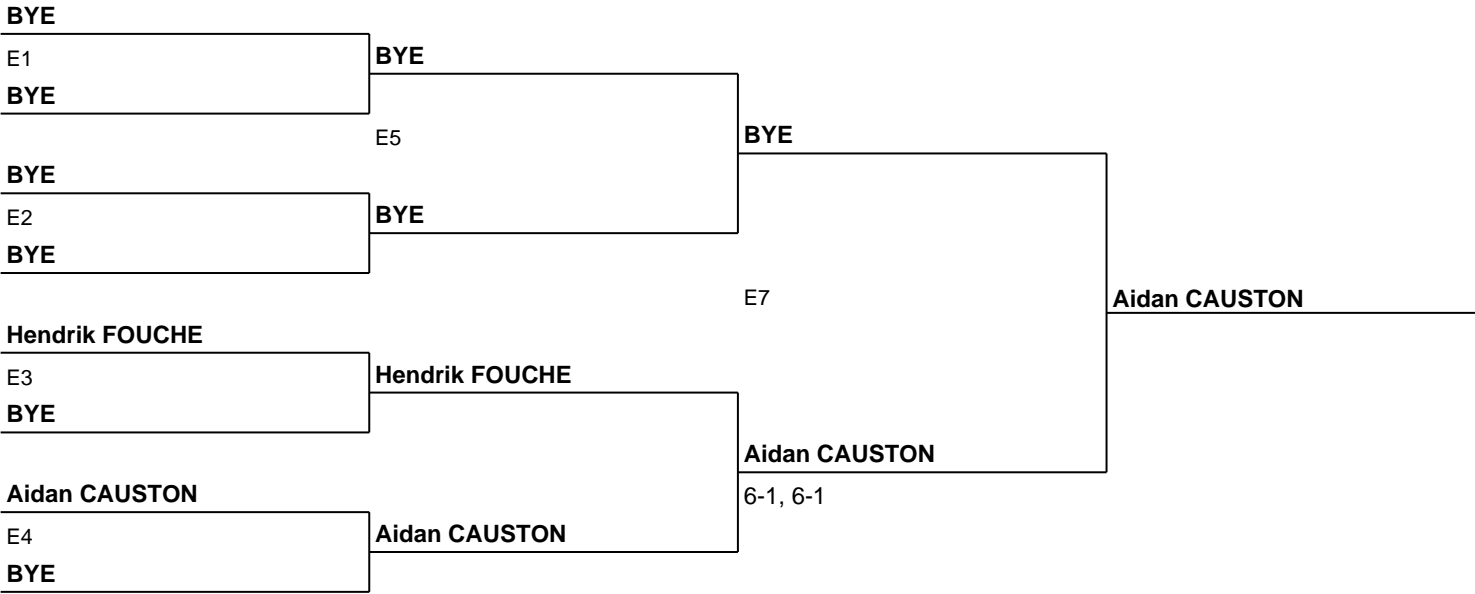 BYE
E1
BYE
BYE
E5
BYE
BYE
E2
BYE
BYE
E7
Aidan CAUSTON
Hendrik FOUCHE
E3
Hendrik FOUCHE
BYE
Aidan CAUSTON
Aidan CAUSTON
6-1, 6-1
E4
Aidan CAUSTON
BYE